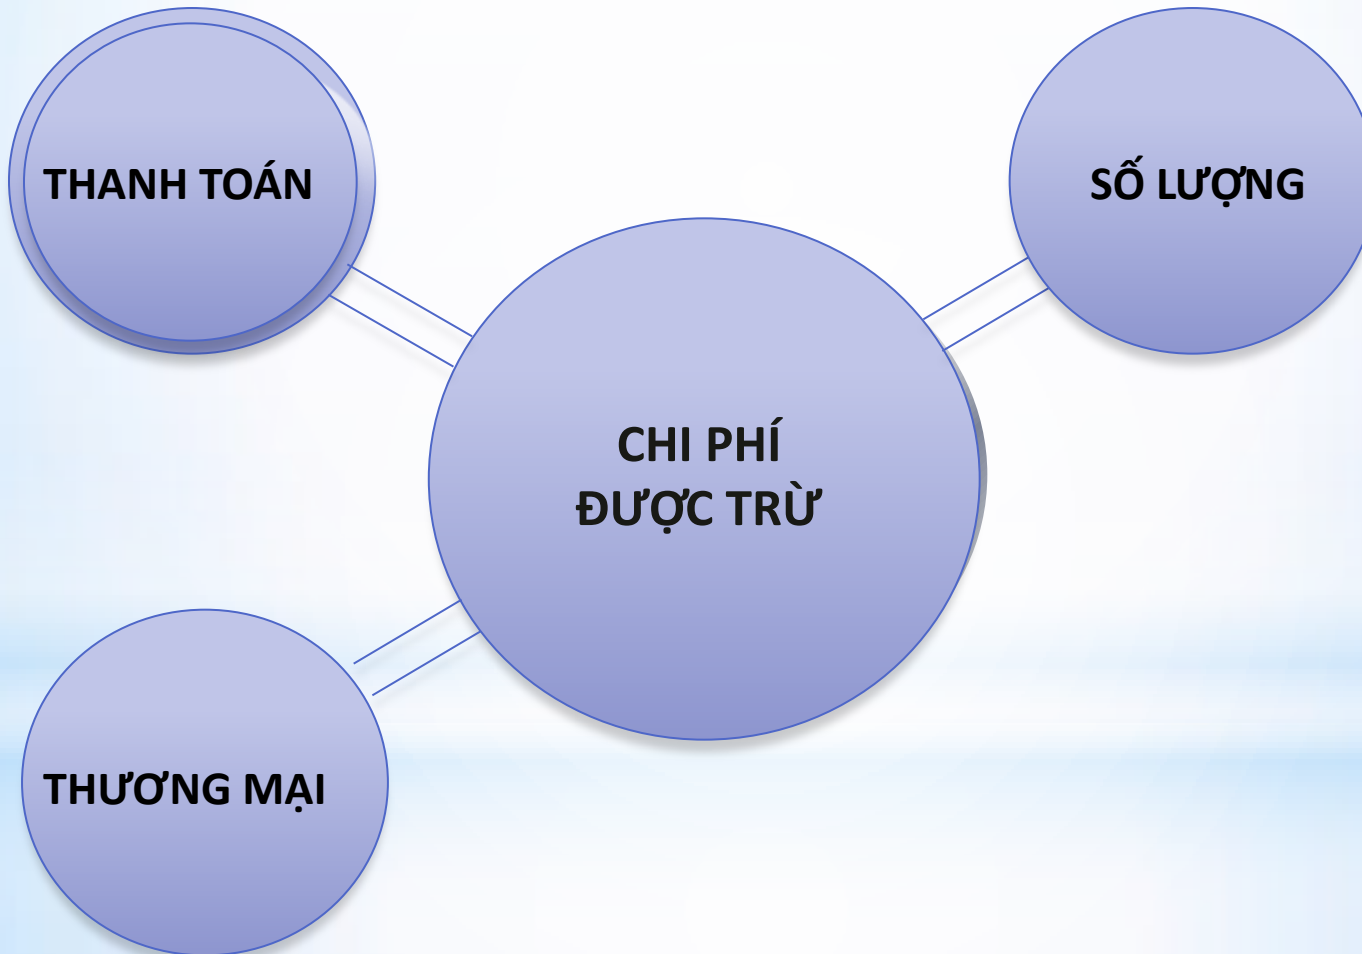 THANH TOÁN
SỐ LƯỢNG
CHI PHÍ
ĐƯỢC TRỪ
THƯƠNG MẠI